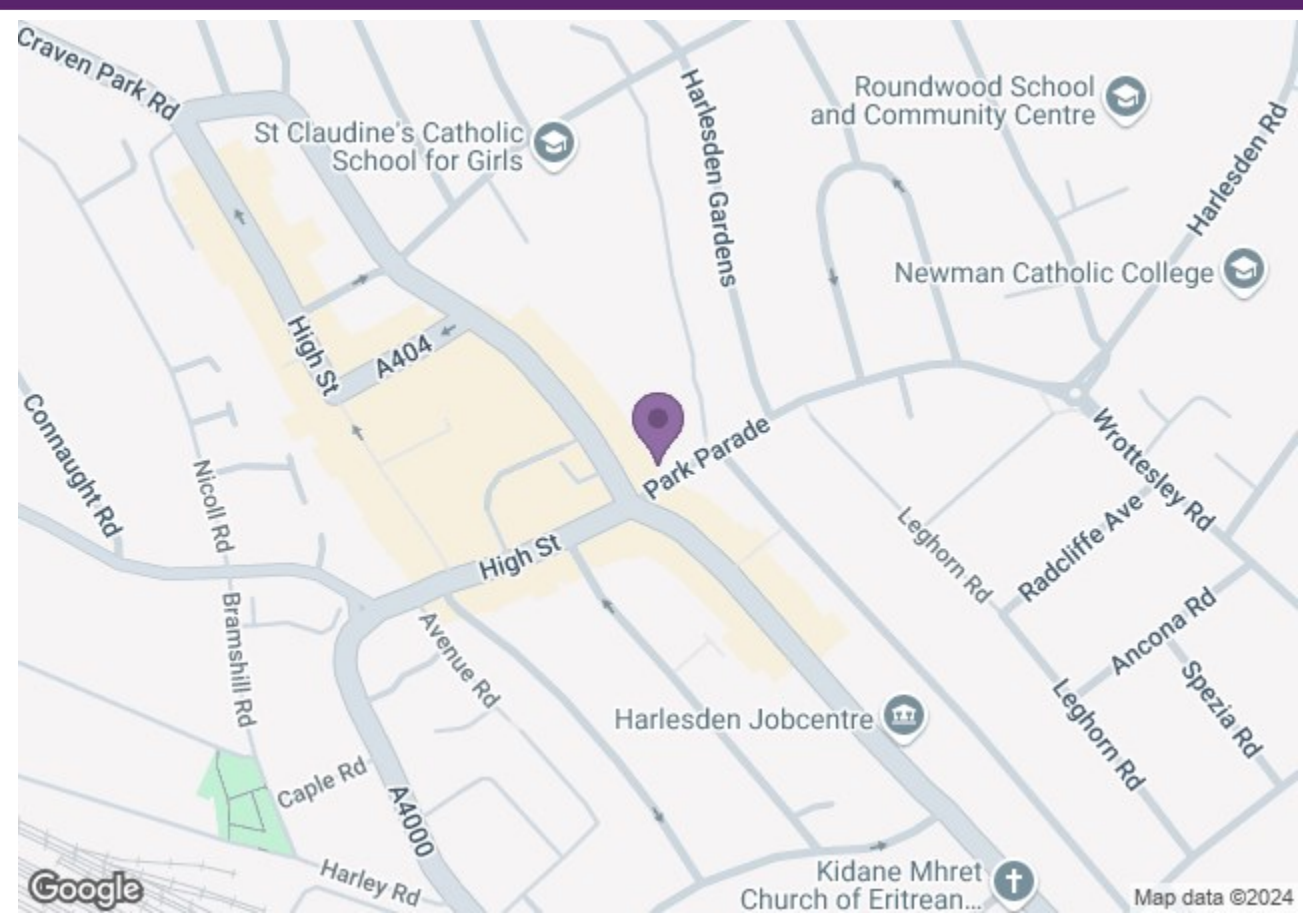 Craven Park Rd
St Claudine's Catholic
School for Girls
Harlesden Gardens
Roundwood School
and Community Centre
Harlesden Rd
Newman Catholic College
High St
A404
Connaught Rd
Nicoll Rd
Park Parade
Wrottesley Rd
Leghorn Rd
Radcliffe Ave
High St
Bramshill Rd
Avenue Rd
Ancona Rd
Spezia Rd
Leghorn Rd
Harlesden Jobcentre
Caple Rd
A4000
Harley Rd
Kidane Mhret
Church of Eritrean...
Google
Map data ©2024